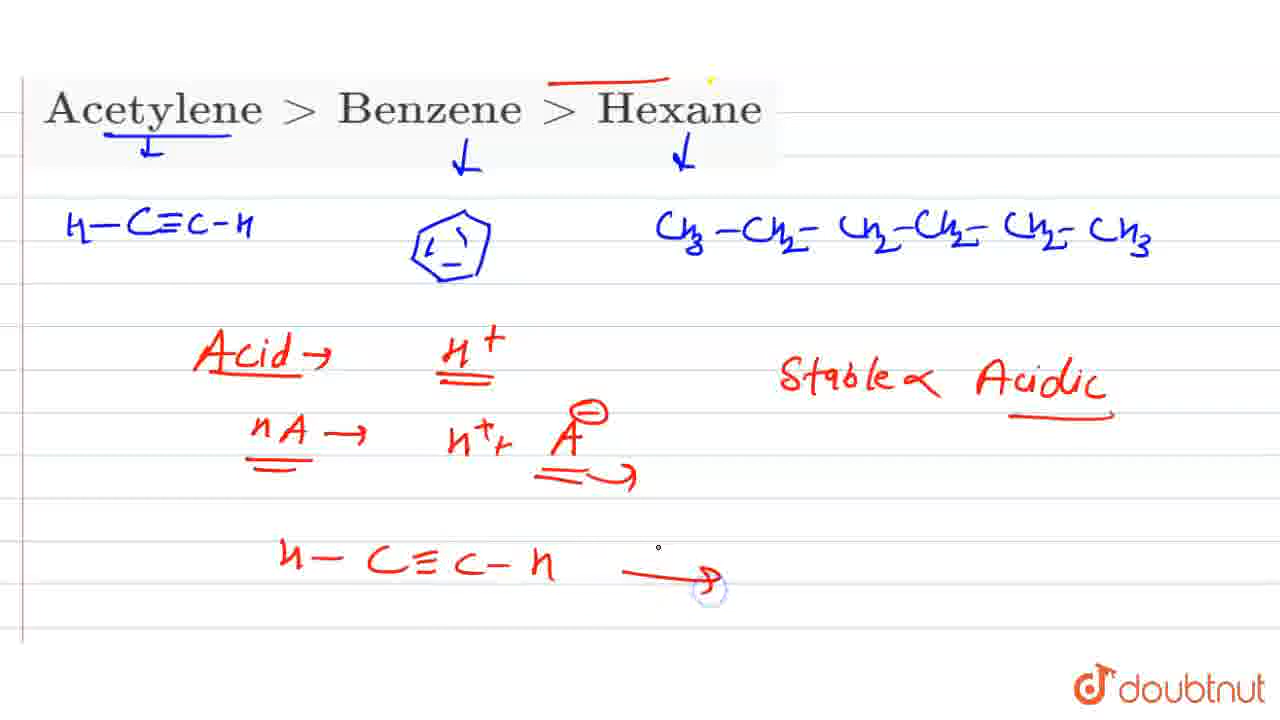 Acetylene > Benzene > Hexane
H—C≡C-H
CH3-CH2-CH2-CH2-CH2-CH3
Acid→ H+
Stable ∝ Acidic
HA → H+ + A⊖
H-C≡C-H →
doubtnut